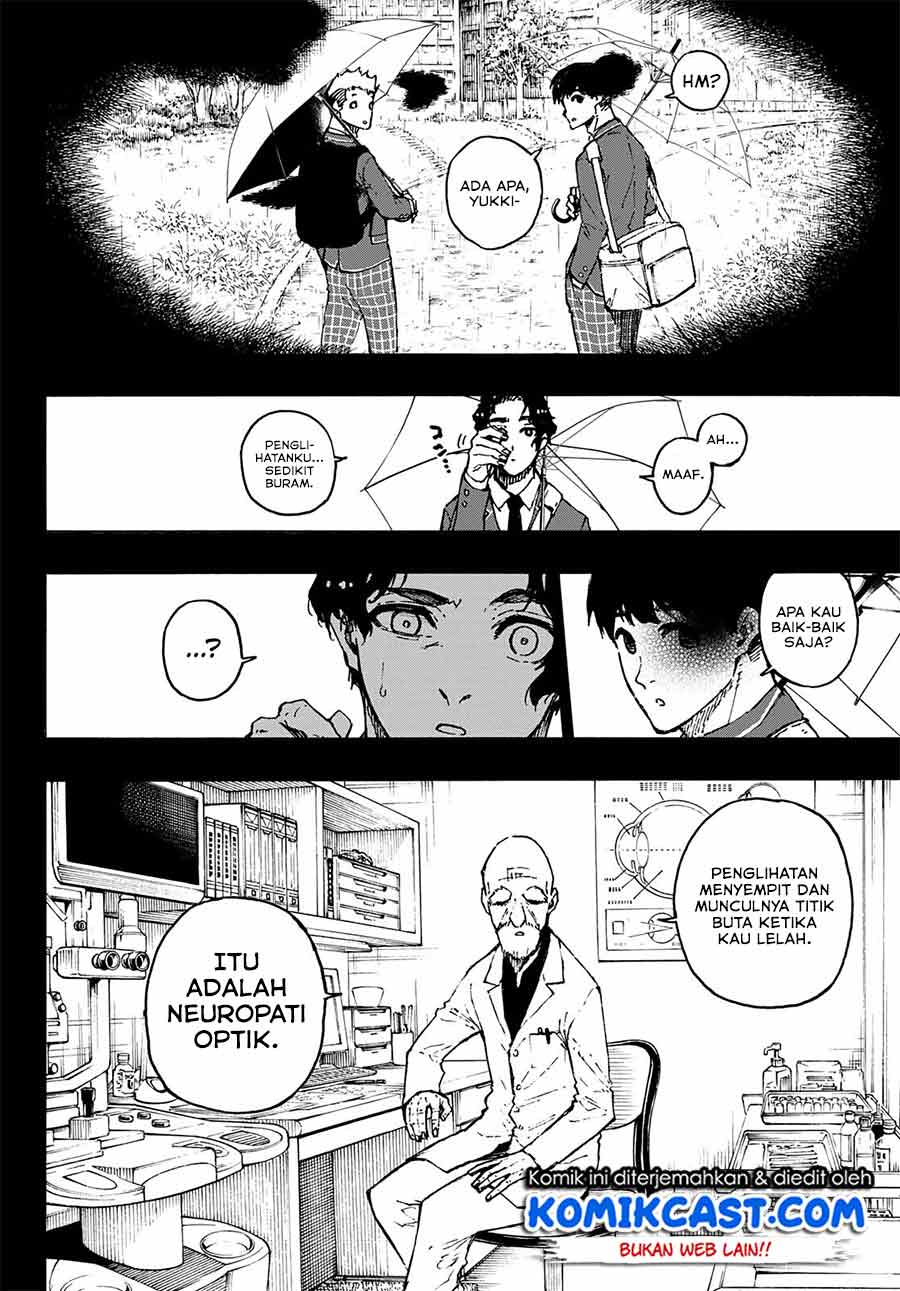 HM?
ADA APA,
YUKKI-
AH...
MAAF.
PENGLI-
HATANKU...
SEDIKIT
BURAM.
APA KAU
BAIK-BAIK
SAJA?
...?
PENGLIHATAN
MENYEMPIT DAN
MUNCULNYA TITIK
BUTA KETIKA
KAU LELAH.
ITU
ADALAH
NEUROPATI
OPTIK.
Komik ini diterjemahkan & diedit oleh
KOMIKCAST.COM
BUKAN WEB LAIN!!